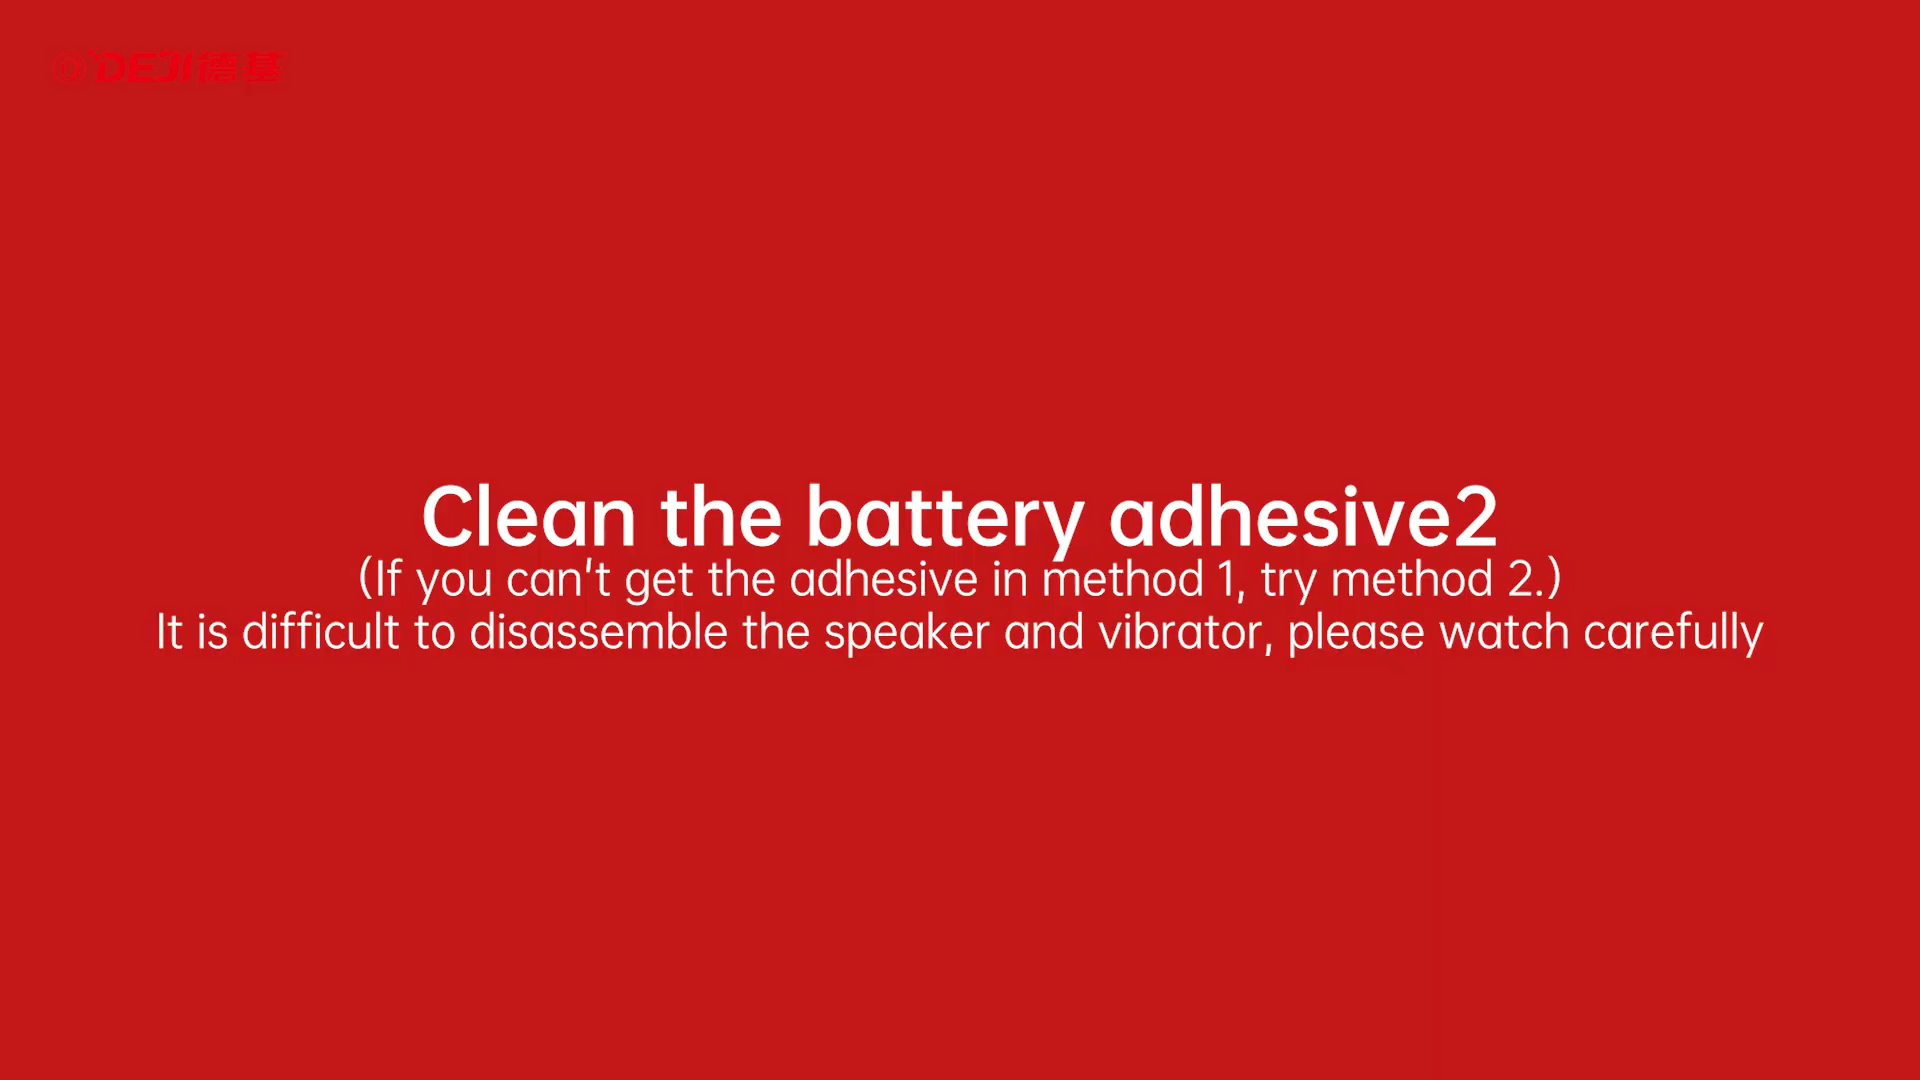 DEJI德基
Clean the battery adhesive2
(If you can't get the adhesive in method 1, try method 2.)
It is difficult to disassemble the speaker and vibrator, please watch carefully